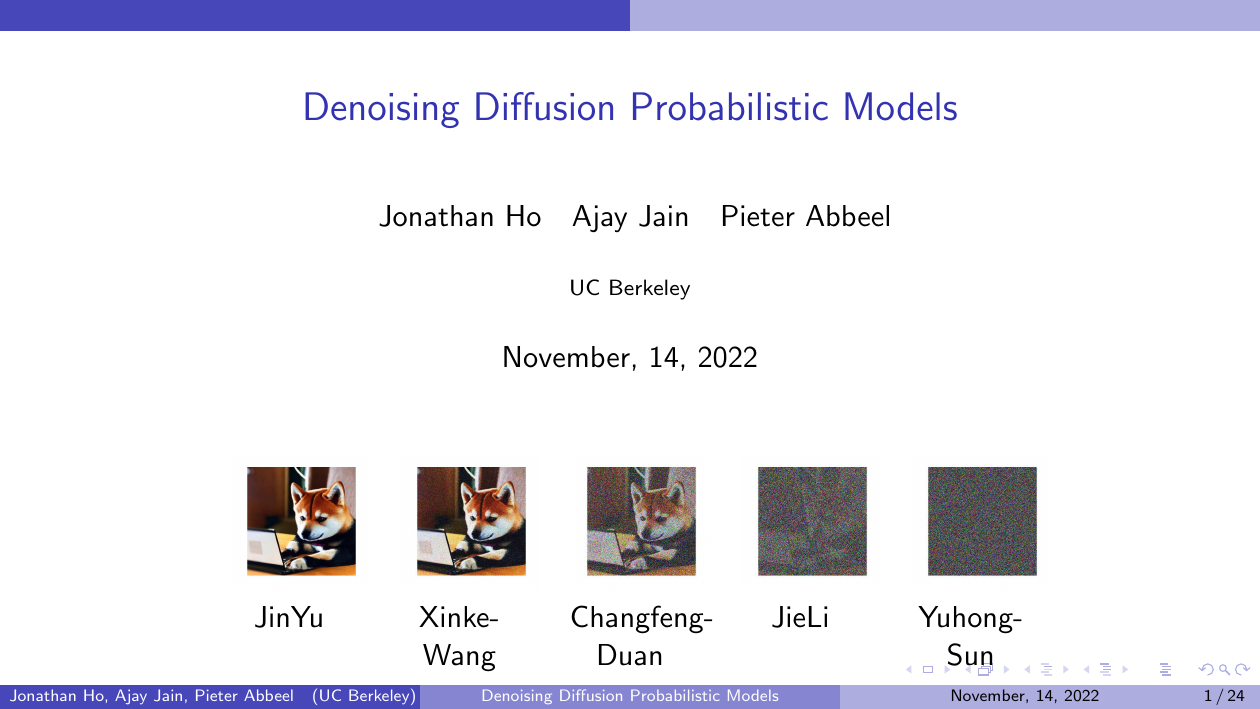 Denoising Diffusion Probabilistic Models
Jonathan Ho Ajay Jain Pieter Abbeel
UC Berkeley
November, 14, 2022
JinYu
Xinke-
Wang
Changfeng-
Duan
JieLi
Yuhong-
Sun
Jonathan Ho, Ajay Jain, Pieter Abbeel (UC Berkeley)
Denoising Diffusion Probabilistic Models
November, 14, 2022
1 / 24